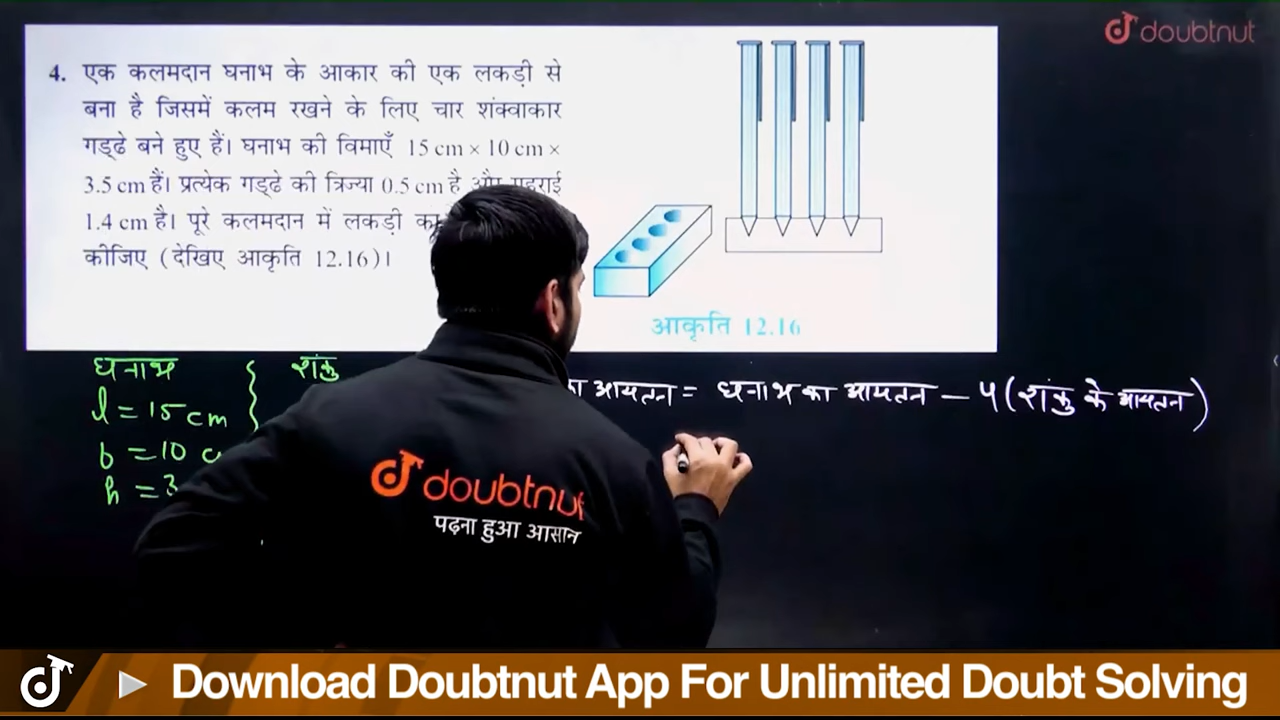 doubtnut
4. एक कलमदान घनाभ के आकार की एक लकड़ी से
बना है जिसमें कलम रखने के लिए चार शंक्वाकार
गड्ढे बने हुए हैं। घनाभ की विमाएँ 15 cm × 10 cm ×
3.5 cm हैं। प्रत्येक गड्ढे की त्रिज्या 0.5 cm है और गहराई
1.4 cm है। पूरे कलमदान में लकड़ी का
कीजिए (देखिए आकृति 12.16)।
आकृति 12.16
घनाभ
l = 15 cm
b = 10 c
h = 3
शंकु
का आयतन = घनाभ का आयतन – 4 (शंकु के आयतन)
doubtnut
पढ़ना हुआ आसान
Download Doubtnut App For Unlimited Doubt Solving